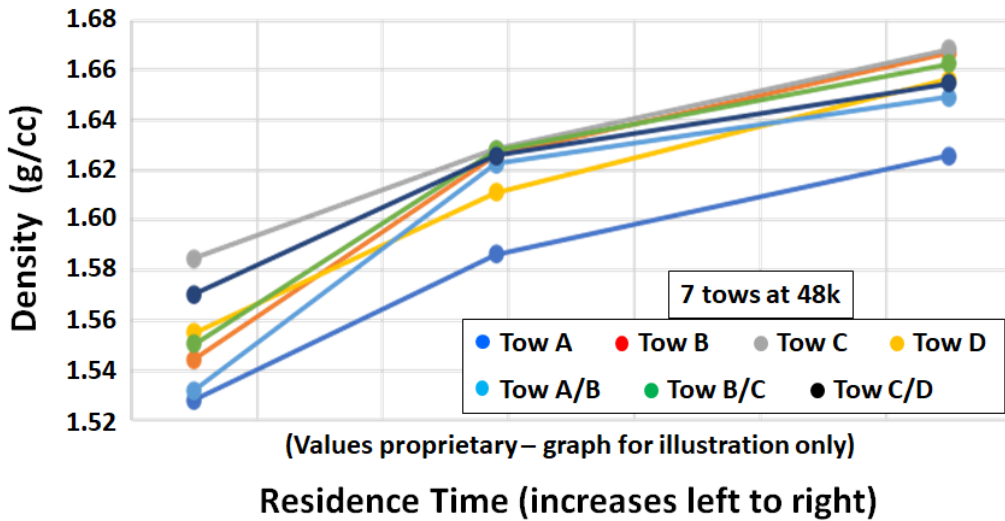 1.68
1.66
1.64
1.62
1.60
1.58
1.56
1.54
1.52
Density (g/cc)
7 tows at 48k
Tow A Tow B Tow C Tow D
Tow A/B Tow B/C Tow C/D
(Values proprietary – graph for illustration only)
Residence Time (increases left to right)